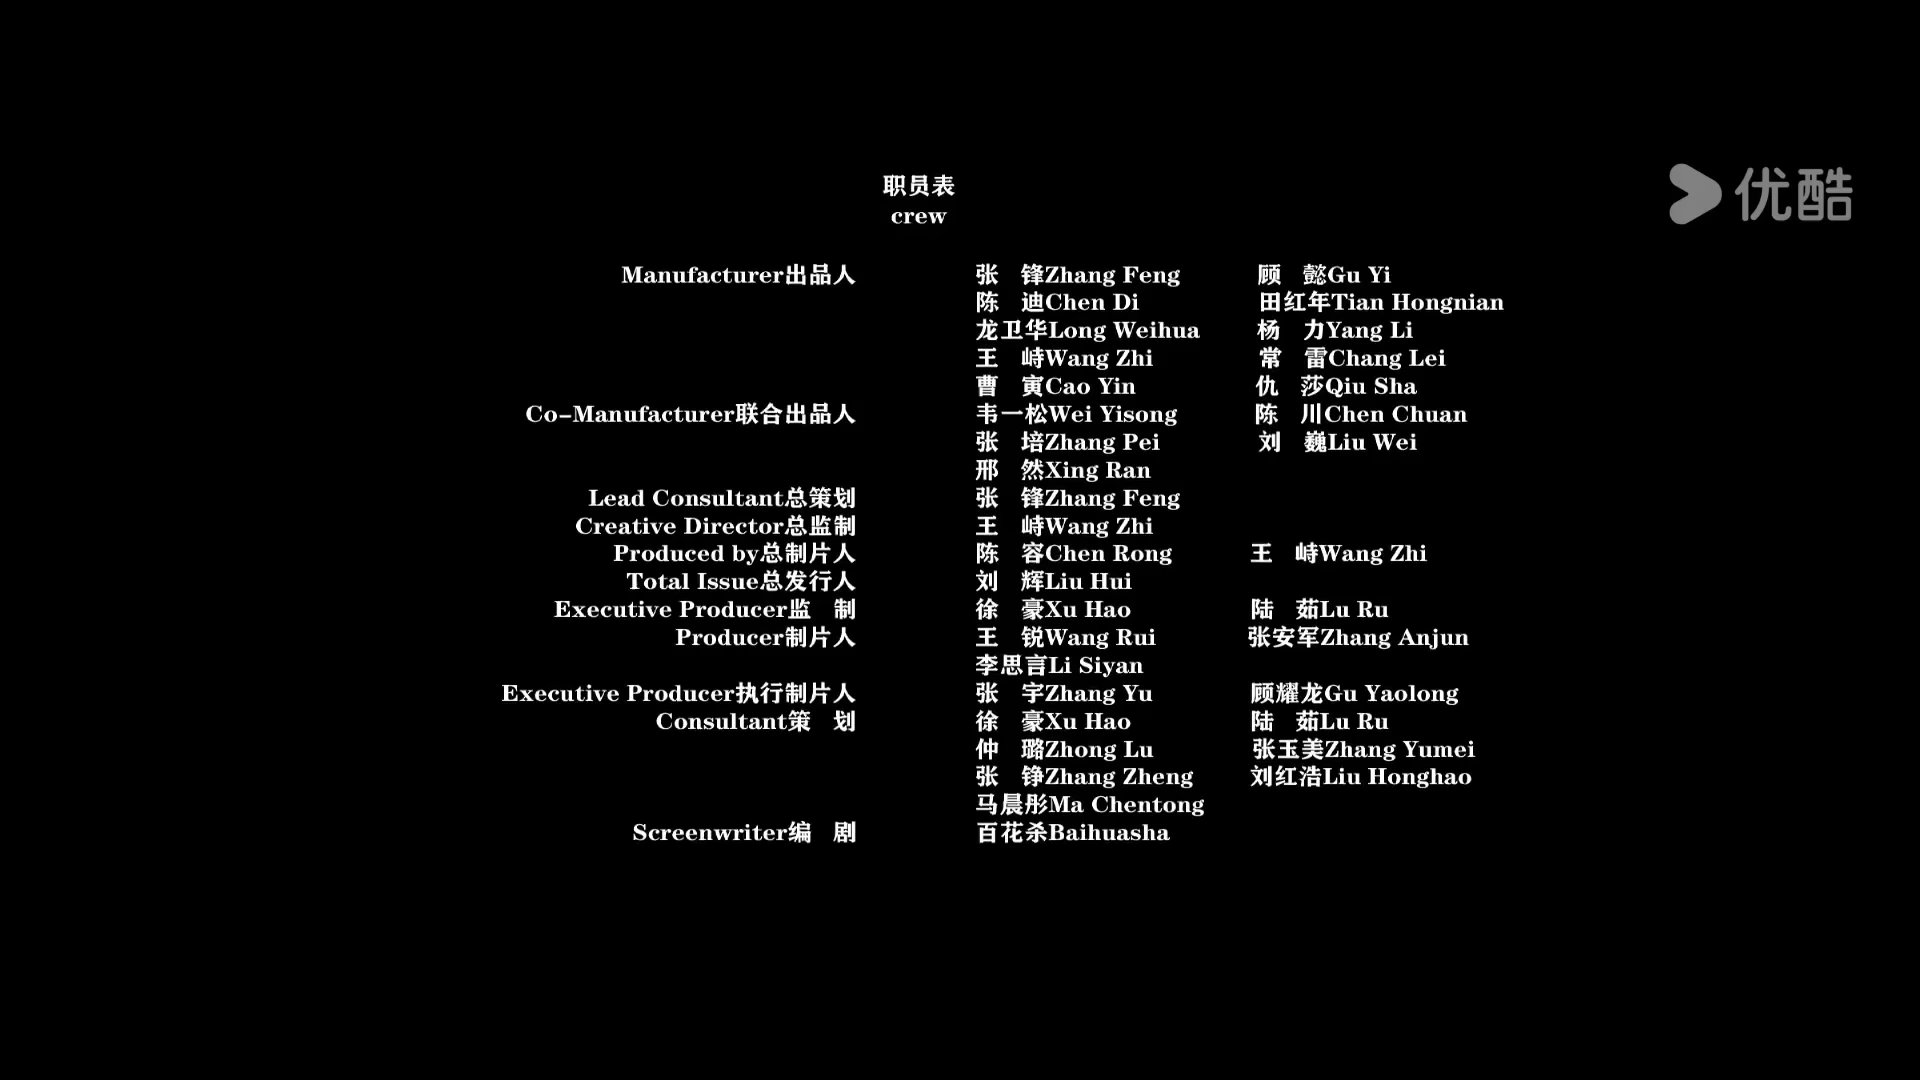 职员表
优酷
crew
Manufacturer出品人 张 锋Zhang Feng 顾 懿Gu Yi
陈 迪Chen Di 田红年Tian Hongnian
龙卫华Long Weihua 杨 力Yang Li
王 峙Wang Zhi 常 雷Chang Lei
曹 寅Cao Yin 仇 莎Qiu Sha
Co-Manufacturer联合出品人 韦一松Wei Yisong 陈 川Chen Chuan
张 培Zhang Pei 刘 巍Liu Wei
邢 然Xing Ran
Lead Consultant总策划 张 锋Zhang Feng
Creative Director总监制 王 峙Wang Zhi
Produced by总制片人 陈 容Chen Rong 王 峙Wang Zhi
Total Issue总发行人 刘 辉Liu Hui
Executive Producer监 制 徐 豪Xu Hao 陆 茹Lu Ru
Producer制片人 王 锐Wang Rui 张安军Zhang Anjun
李思言Li Siyan
Executive Producer执行制片人 张 宇Zhang Yu 顾耀龙Gu Yaolong
Consultant策 划 徐 豪Xu Hao 陆 茹Lu Ru
仲 璐Zhong Lu 张玉美Zhang Yumei
张 铮Zhang Zheng 刘红浩Liu Honghao
马晨彤Ma Chentong
Screenwriter编 剧 百花杀Baihuasha